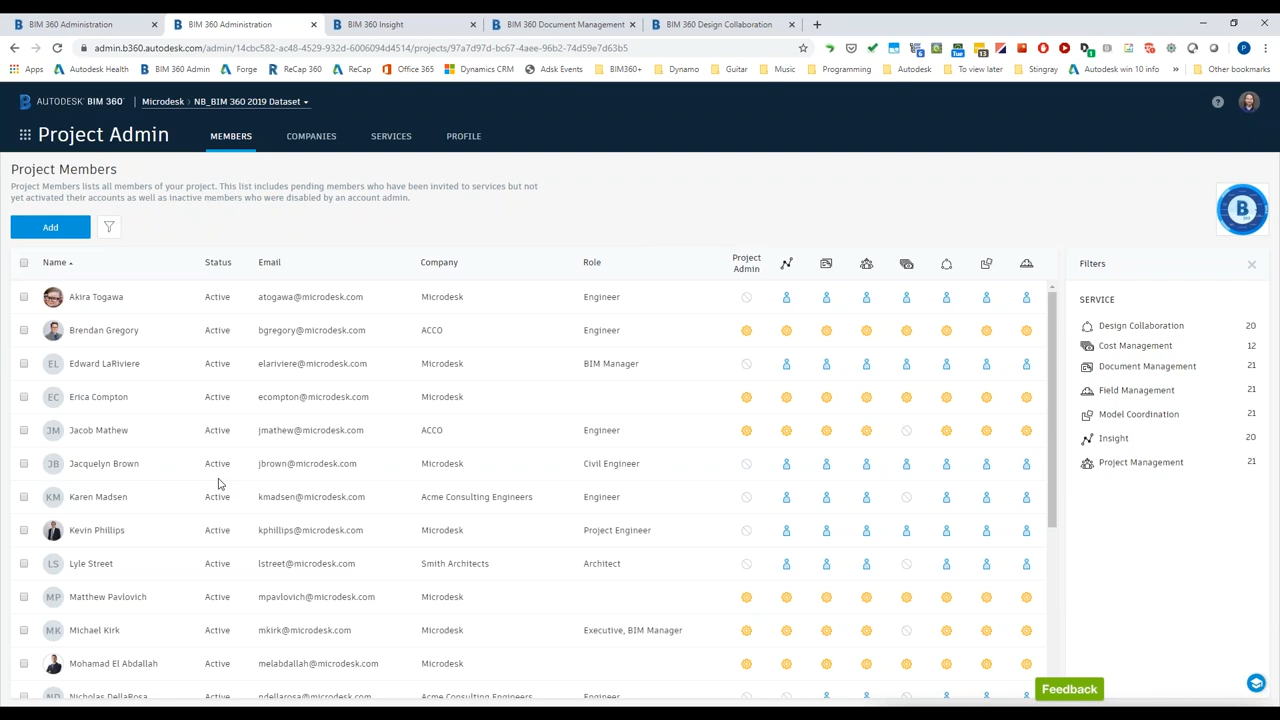 BIM 360 Administration
BIM 360 Administration
BIM 360 Insight
BIM 360 Document Management
BIM 360 Design Collaboration
admin.b360.autodesk.com/admin/14cbc582-ac48-4529-932d-6006094d4514/projects/97a7d97d-bc67-4aee-96b2-74d59e7d63b5
Apps
Autodesk Health
BIM 360 Admin
Forge
ReCap 360
ReCap
Office 365
Dynamics CRM
Adsk Events
BIM360+
Dynamo
Guitar
Music
Programming
Autodesk
To view later
Stingray
Autodesk win 10 info
»
Other bookmarks
AUTODESK® BIM 360°
Microdesk > NB_BIM 360 2019 Dataset
Project Admin
MEMBERS
COMPANIES
SERVICES
PROFILE
Project Members
Project Members lists all members of your project. This list includes pending members who have been invited to services but not
yet activated their accounts as well as inactive members who were disabled by an account admin.
Add
Name Status Email Company Role Project Admin
Akira Togawa Active atogawa@microdesk.com Microdesk Engineer
Brendan Gregory Active bgregory@microdesk.com ACCO Engineer
EL Edward LaRiviere Active elariviere@microdesk.com Microdesk BIM Manager
EC Erica Compton Active ecompton@microdesk.com Microdesk
JM Jacob Mathew Active jmathew@microdesk.com ACCO Engineer
JB Jacquelyn Brown Active jbrown@microdesk.com Microdesk Civil Engineer
KM Karen Madsen Active kmadsen@microdesk.com Acme Consulting Engineers Engineer
Kevin Phillips Active kphillips@microdesk.com Microdesk Project Engineer
LS Lyle Street Active lstreet@microdesk.com Smith Architects Architect
MP Matthew Pavlovich Active mpavlovich@microdesk.com Microdesk
MK Michael Kirk Active mkirk@microdesk.com Microdesk Executive, BIM Manager
Mohamad El Abdallah Active melabdallah@microdesk.com Microdesk
ND Nicholas DellaRosa Active ndellarosa@microdesk.com Acme Consulting Engineers Engineer
Filters
SERVICE
Design Collaboration 20
Cost Management 12
Document Management 21
Field Management 21
Model Coordination 21
Insight 20
Project Management 21
Feedback